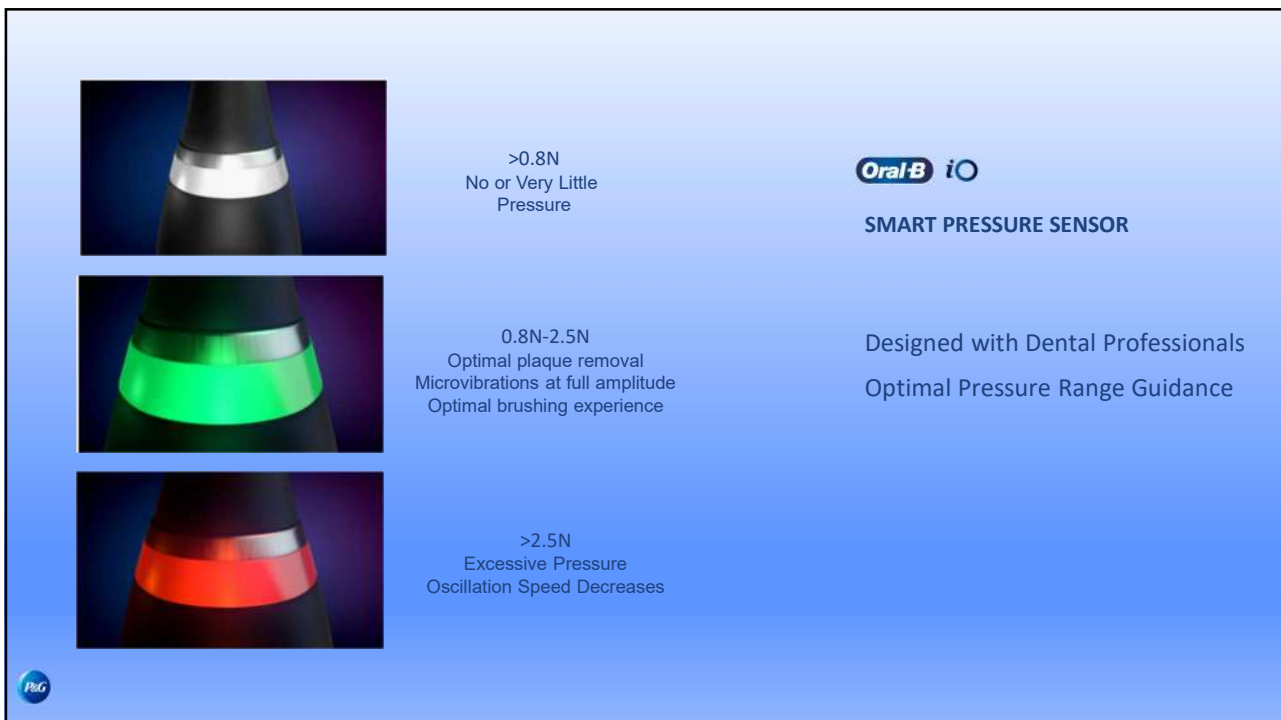 >0.8N
No or Very Little
Pressure
0.8N-2.5N
Optimal plaque removal
Microvibrations at full amplitude
Optimal brushing experience
>2.5N
Excessive Pressure
Oscillation Speed Decreases
Oral-B iO
SMART PRESSURE SENSOR
Designed with Dental Professionals
Optimal Pressure Range Guidance
P&G